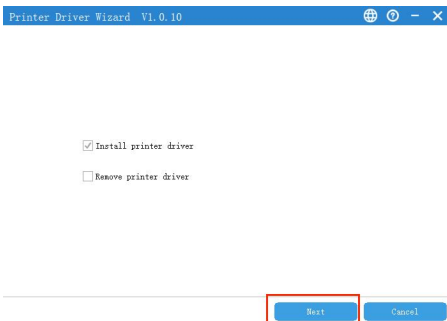 Printer Driver Wizard V1.0.10
Install printer driver
Remove printer driver
Next Cancel